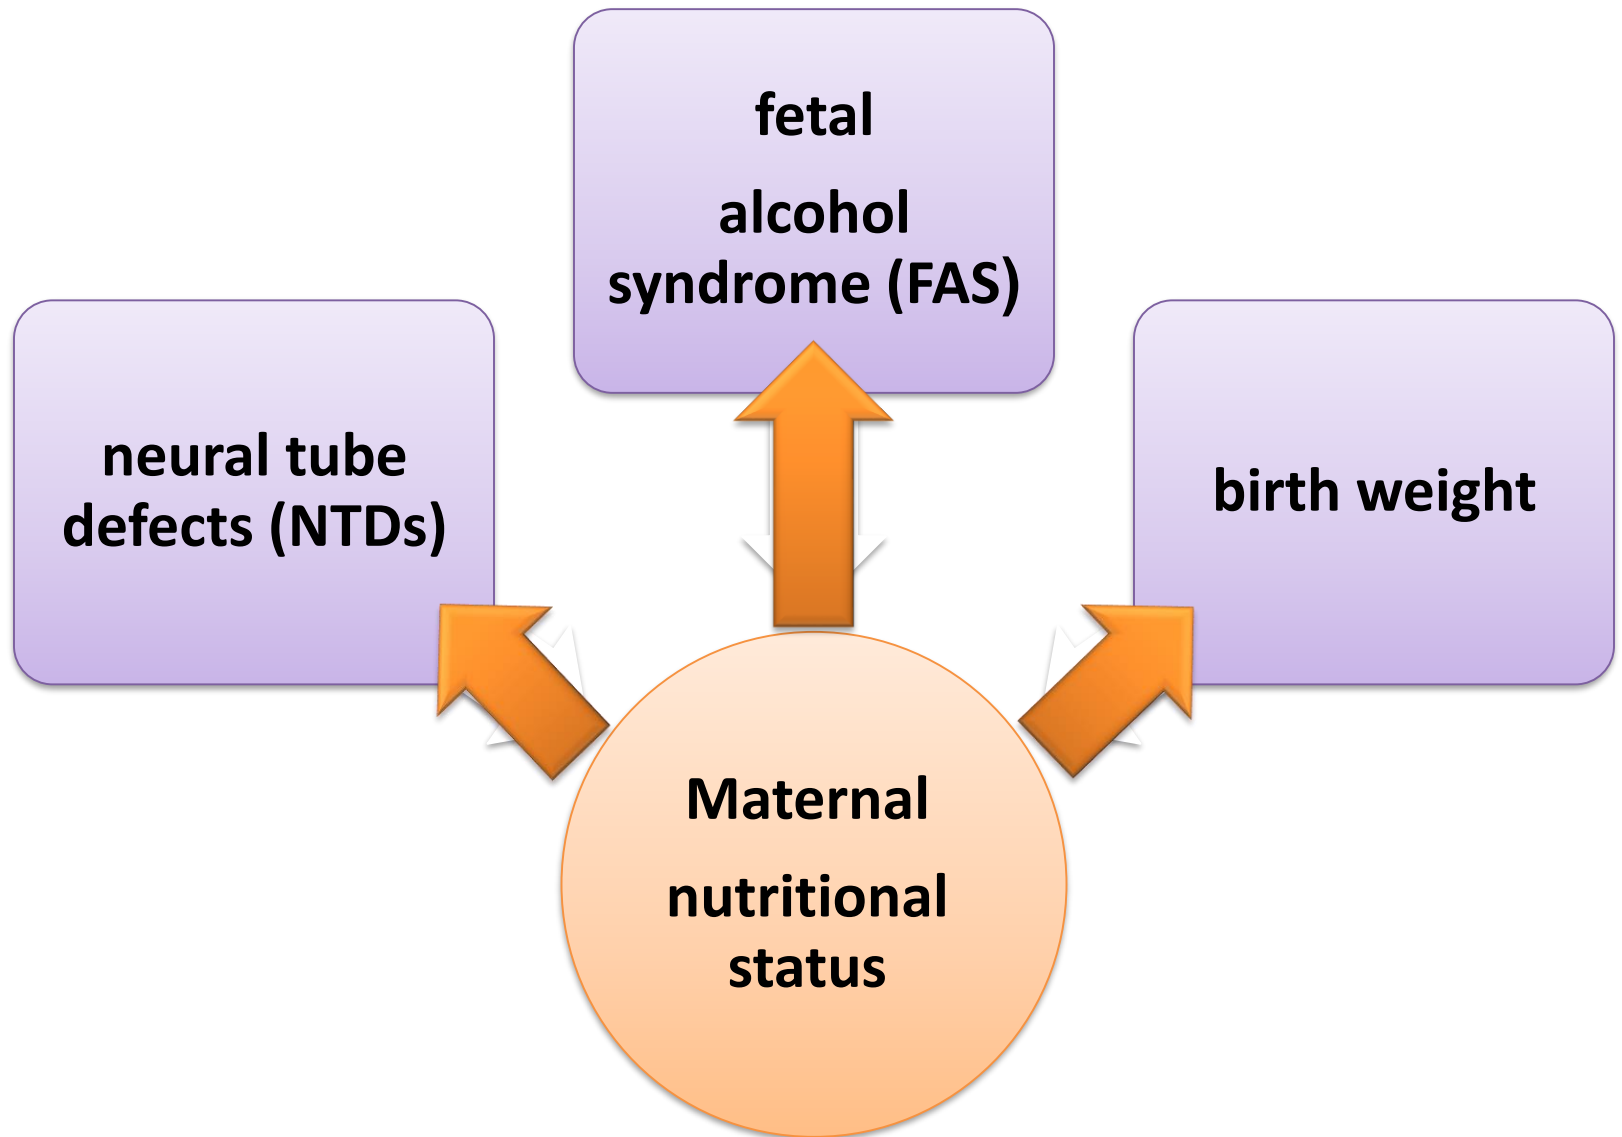 fetal
alcohol
syndrome (FAS)
neural tube
defects (NTDs)
birth weight
Maternal
nutritional
status